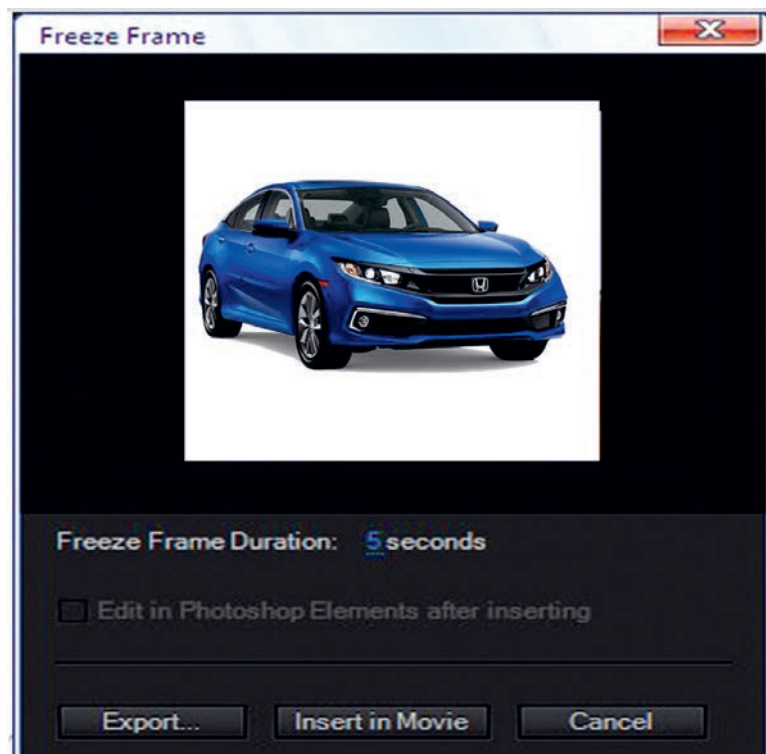 Freeze Frame
Freeze Frame Duration: 5 seconds
Edit in Photoshop Elements after inserting
Export... Insert in Movie Cancel